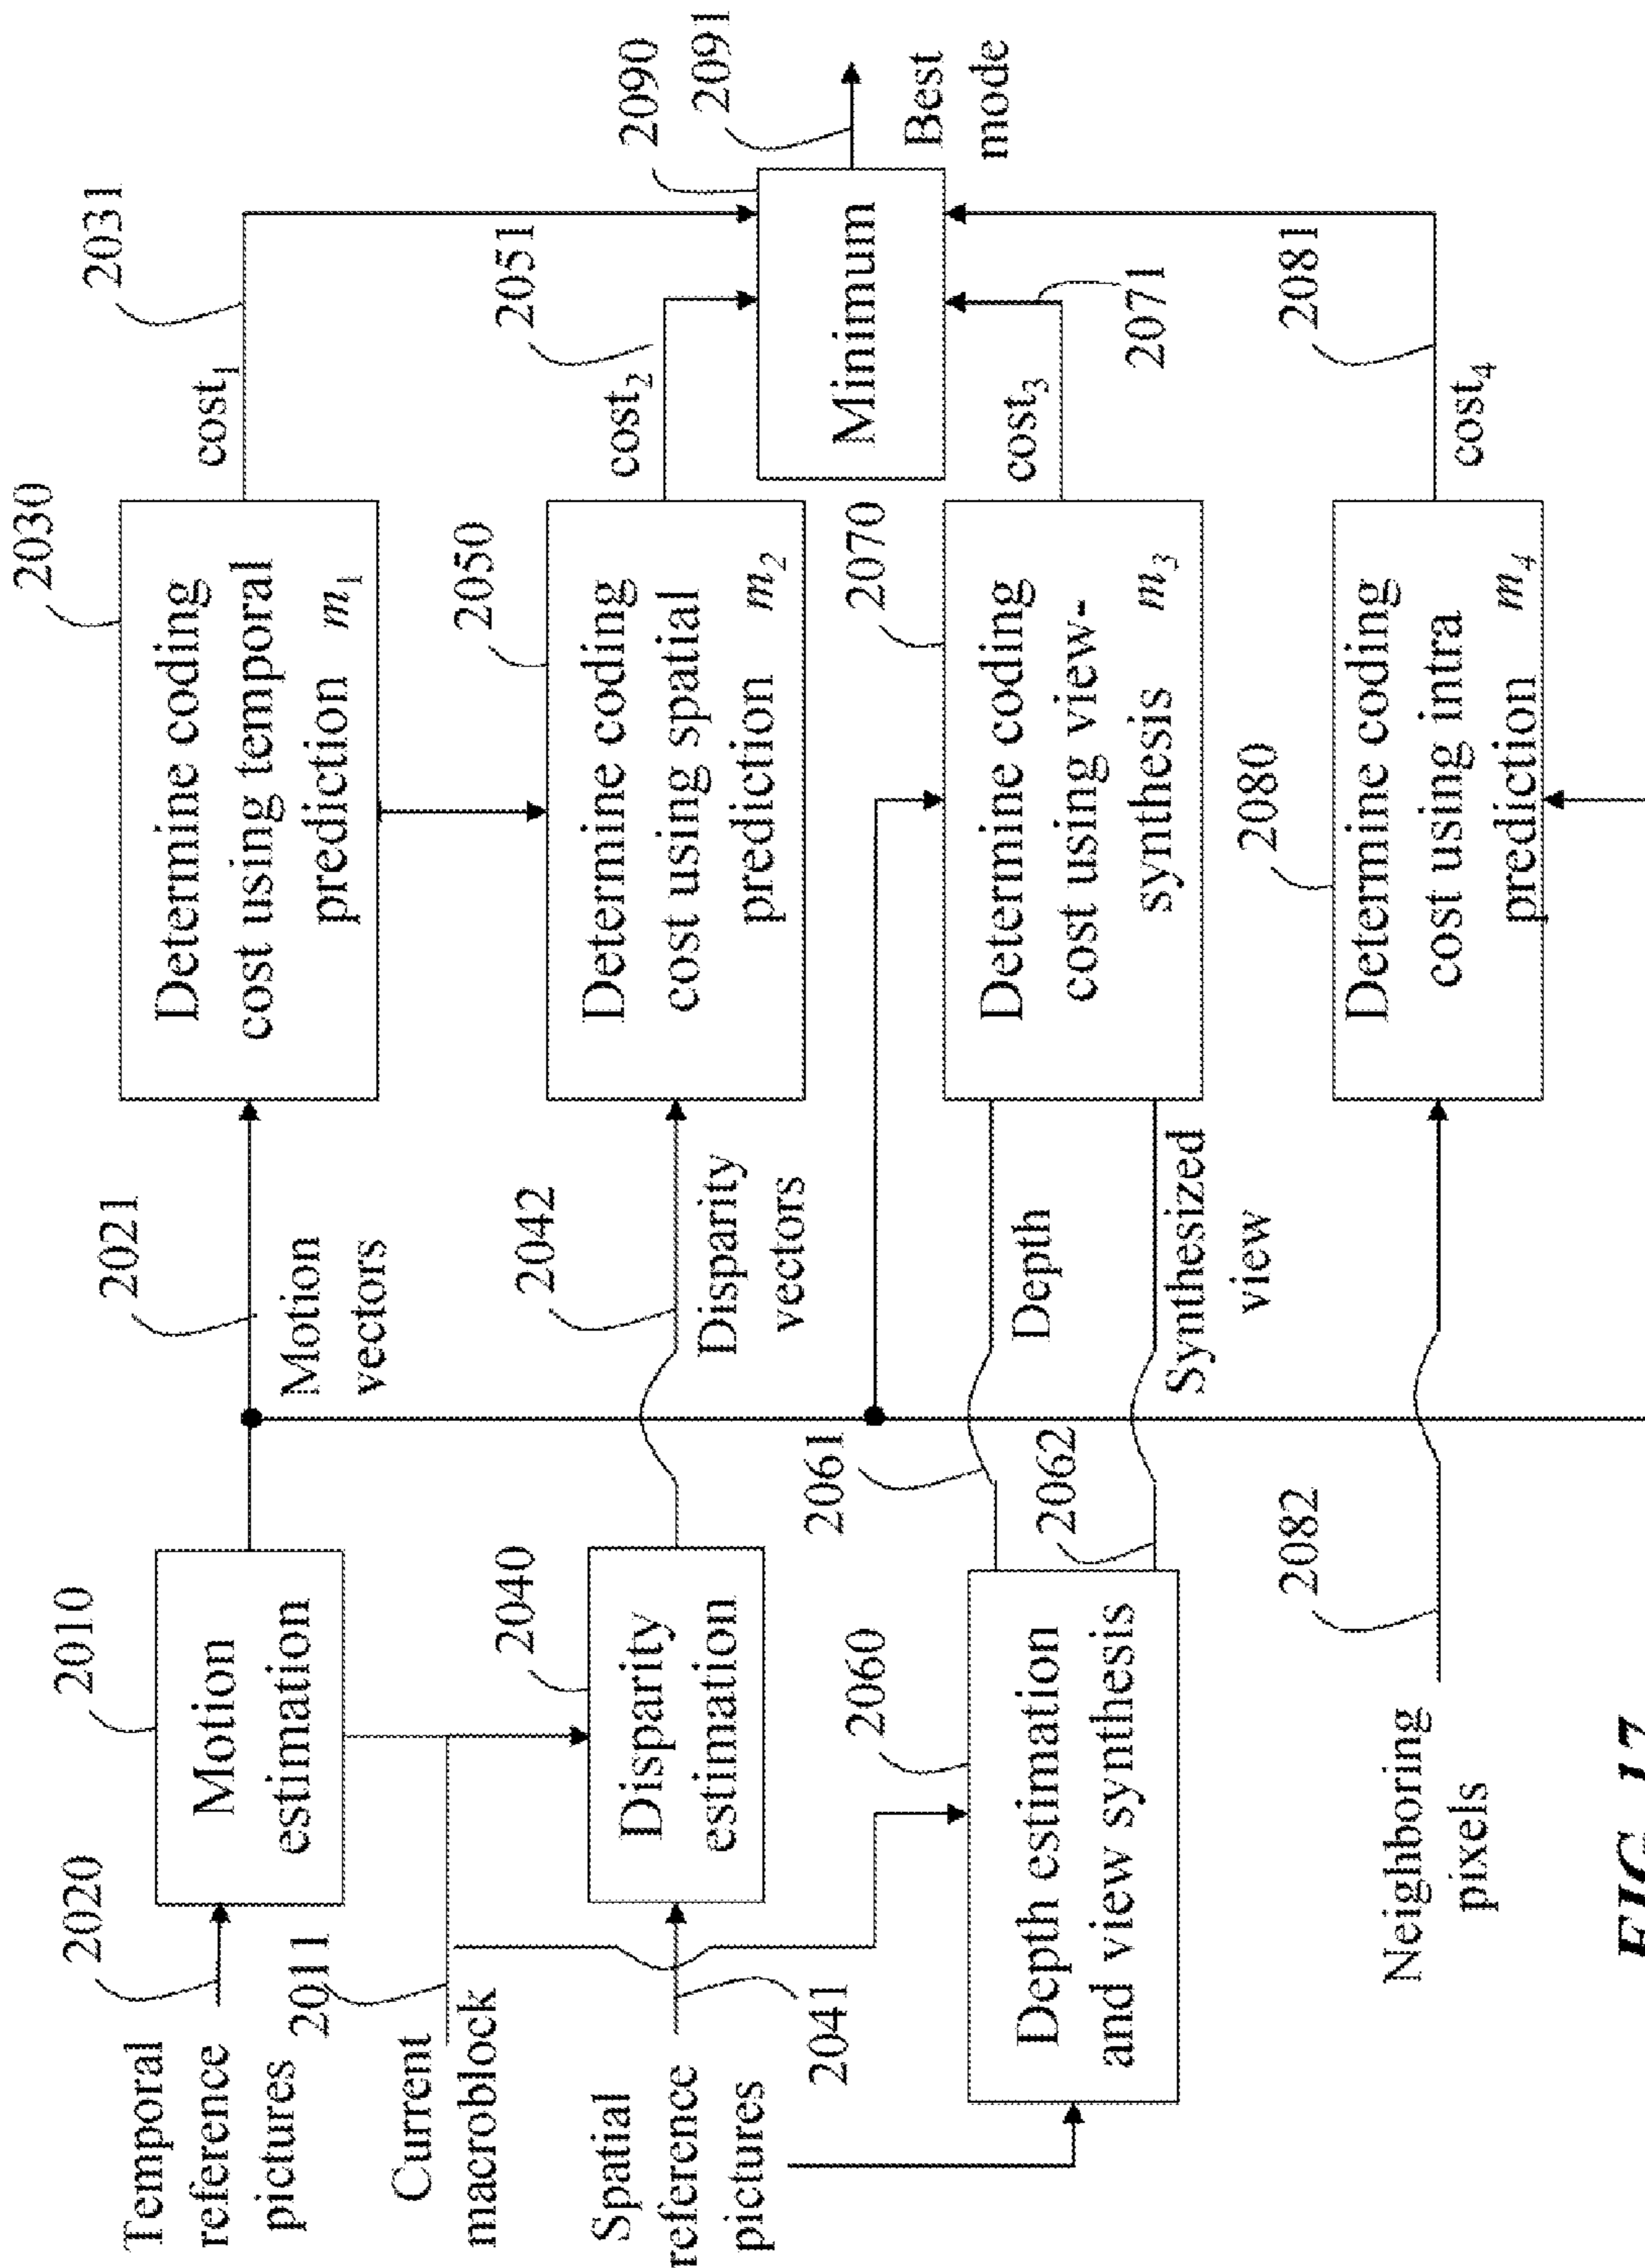 Temporal
reference
pictures
2020
2010
Motion
estimation
2021
Motion
vectors
2030
Determine coding
cost using temporal
prediction m₁
cost₁
2031
2011
Current
macroblock
Spatial
reference
pictures
2041
2040
Disparity
estimation
2042
Disparity
vectors
2050
Determine coding
cost using spatial
prediction m₂
cost₂
2051
2060
Depth estimation
and view synthesis
2061
Depth
2062
Synthesized
view
2070
Determine coding
cost using view-
synthesis m₃
cost₃
2071
Minimum
2090
2091
Best
mode
Neighboring
pixels
2082
2080
Determine coding
cost using intra
prediction m₄
cost₄
2081
FIG. 17